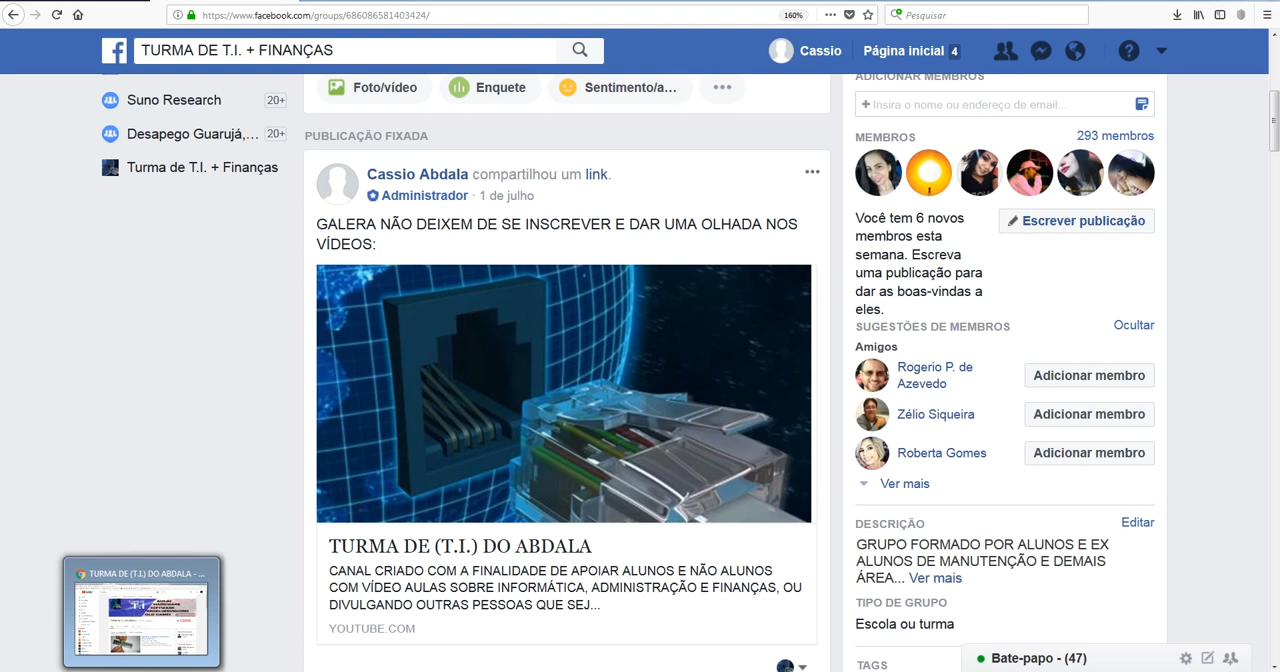 https://www.facebook.com/groups/686086581403424/
160%
Pesquisar
TURMA DE T.I. + FINANÇAS
Cassio
Página inicial 4
Suno Research 20+
Desapego Guarujá,... 20+
Turma de T.I. + Finanças
Foto/vídeo
Enquete
Sentimento/a...
PUBLICAÇÃO FIXADA
Cassio Abdala compartilhou um link.
Administrador · 1 de julho
GALERA NÃO DEIXEM DE SE INSCREVER E DAR UMA OLHADA NOS
VÍDEOS:
TURMA DE (T.I.) DO ABDALA
CANAL CRIADO COM A FINALIDADE DE APOIAR ALUNOS E NÃO ALUNOS
COM VÍDEO AULAS SOBRE INFORMÁTICA, ADMINISTRAÇÃO E FINANÇAS, OU
DIVULGANDO OUTRAS PESSOAS QUE SEJ...
YOUTUBE.COM
ADICIONAR MEMBROS
+ Insira o nome ou endereço de email...
MEMBROS
293 membros
Você tem 6 novos
membros esta
semana. Escreva
uma publicação para
dar as boas-vindas a
eles.
Escrever publicação
SUGESTÕES DE MEMBROS
Ocultar
Amigos
Rogerio P. de
Azevedo
Adicionar membro
Zélio Siqueira
Adicionar membro
Roberta Gomes
Adicionar membro
Ver mais
DESCRIÇÃO
Editar
GRUPO FORMADO POR ALUNOS E EX
ALUNOS DE MANUTENÇÃO E DEMAIS
ÁREA... Ver mais
TIPO DE GRUPO
Escola ou turma
TAGS
Bate-papo - (47)
TURMA DE (T.I.) DO ABDALA - ...